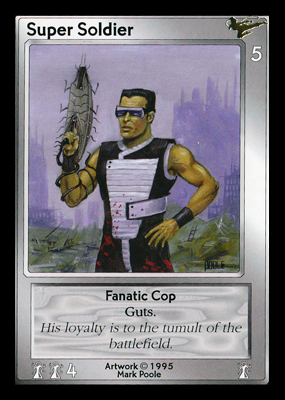 Super Soldier
5
POOLE
Fanatic Cop
Guts.
His loyalty is to the tumult of the
battlefield.
4
Artwork © 1995
Mark Poole